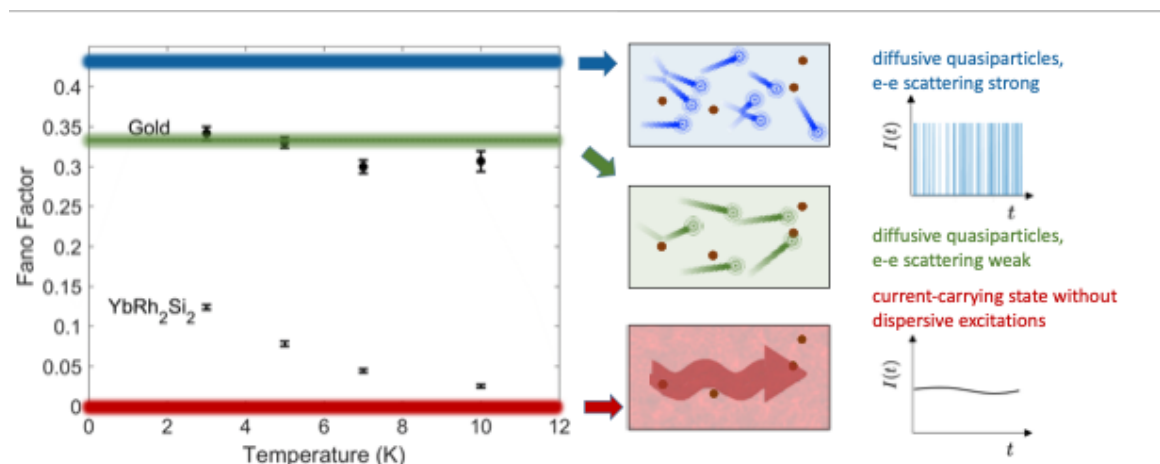 0.4
0.35
0.3
0.25
0.2
0.15
0.1
0.05
0
Fano Factor
Gold
YbRh2Si2
0 2 4 6 8 10 12
Temperature (K)
diffusive quasiparticles,
e-e scattering strong
I(t)
t
diffusive quasiparticles,
e-e scattering weak
current-carrying state without
dispersive excitations
I(t)
t